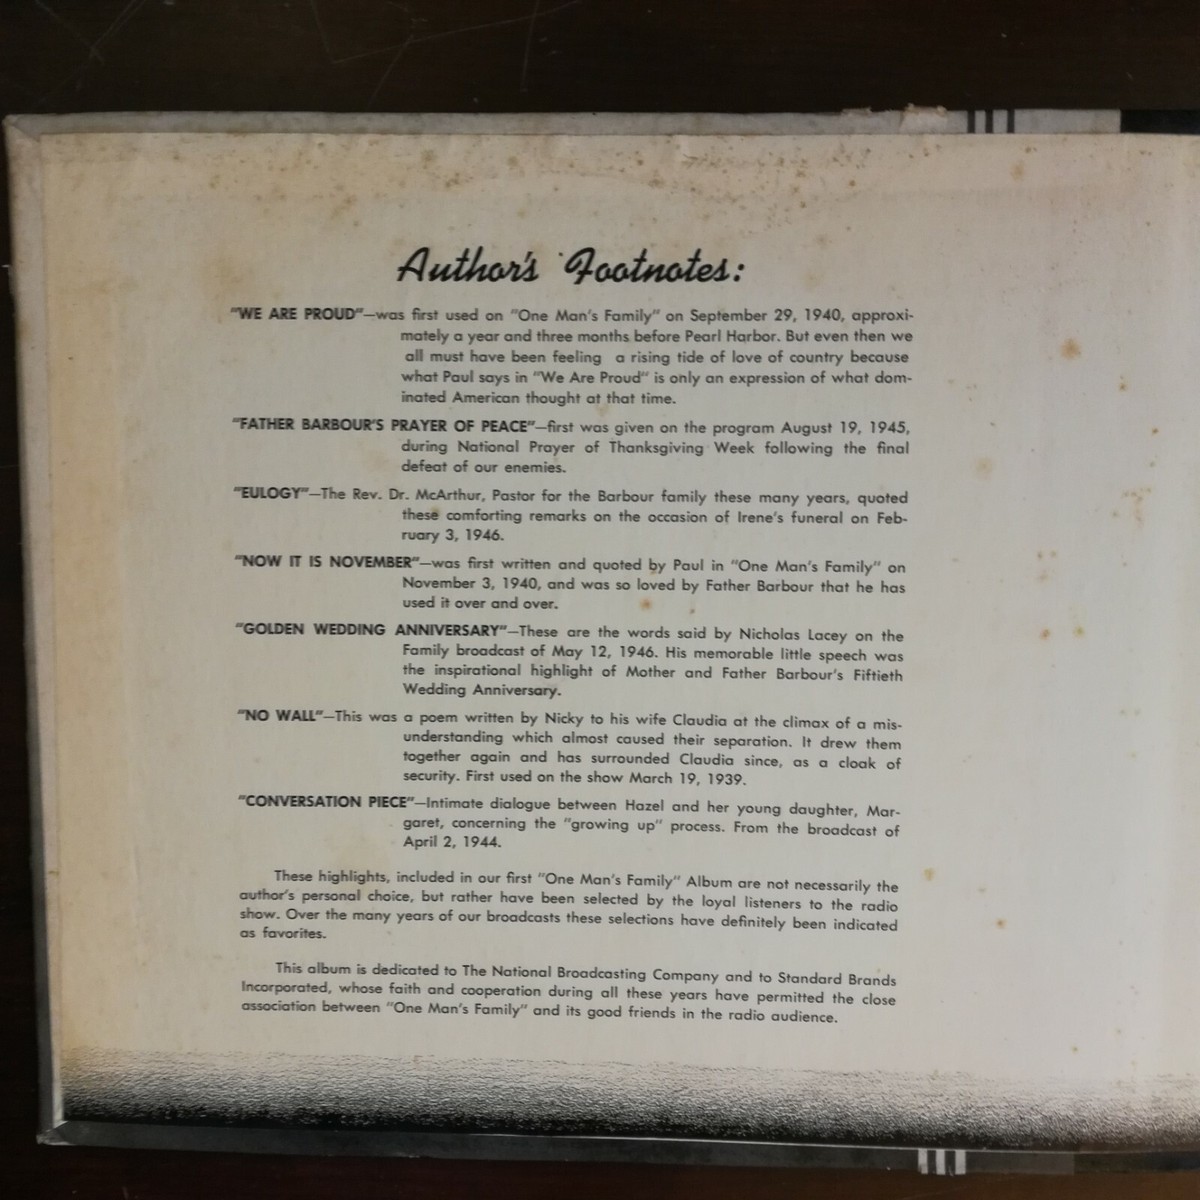 Author's Footnotes:
"WE ARE PROUD"—was first used on "One Man's Family" on September 29, 1940, approxi-
mately a year and three months before Pearl Harbor. But even then we
all must have been feeling a rising tide of love of country because
what Paul says in "We Are Proud" is only an expression of what dom-
inated American thought at that time.
"FATHER BARBOUR'S PRAYER OF PEACE"—first was given on the program August 19, 1945,
during National Prayer of Thanksgiving Week following the final
defeat of our enemies.
"EULOGY"—The Rev. Dr. McArthur, Pastor for the Barbour family these many years, quoted
these comforting remarks on the occasion of Irene's funeral on Feb-
ruary 3, 1946.
"NOW IT IS NOVEMBER"—was first written and quoted by Paul in "One Man's Family" on
November 3, 1940, and was so loved by Father Barbour that he has
used it over and over.
"GOLDEN WEDDING ANNIVERSARY"—These are the words said by Nicholas Lacey on the
Family broadcast of May 12, 1946. His memorable little speech was
the inspirational highlight of Mother and Father Barbour's Fiftieth
Wedding Anniversary.
"NO WALL"—This was a poem written by Nicky to his wife Claudia at the climax of a mis-
understanding which almost caused their separation. It drew them
together again and has surrounded Claudia since, as a cloak of
security. First used on the show March 19, 1939.
"CONVERSATION PIECE"—Intimate dialogue between Hazel and her young daughter, Mar-
garet, concerning the "growing up" process. From the broadcast of
April 2, 1944.
These highlights, included in our first "One Man's Family" Album are not necessarily the
author's personal choice, but rather have been selected by the loyal listeners to the radio
show. Over the many years of our broadcasts these selections have definitely been indicated
as favorites.
This album is dedicated to The National Broadcasting Company and to Standard Brands
Incorporated, whose faith and cooperation during all these years have permitted the close
association between "One Man's Family" and its good friends in the radio audience.